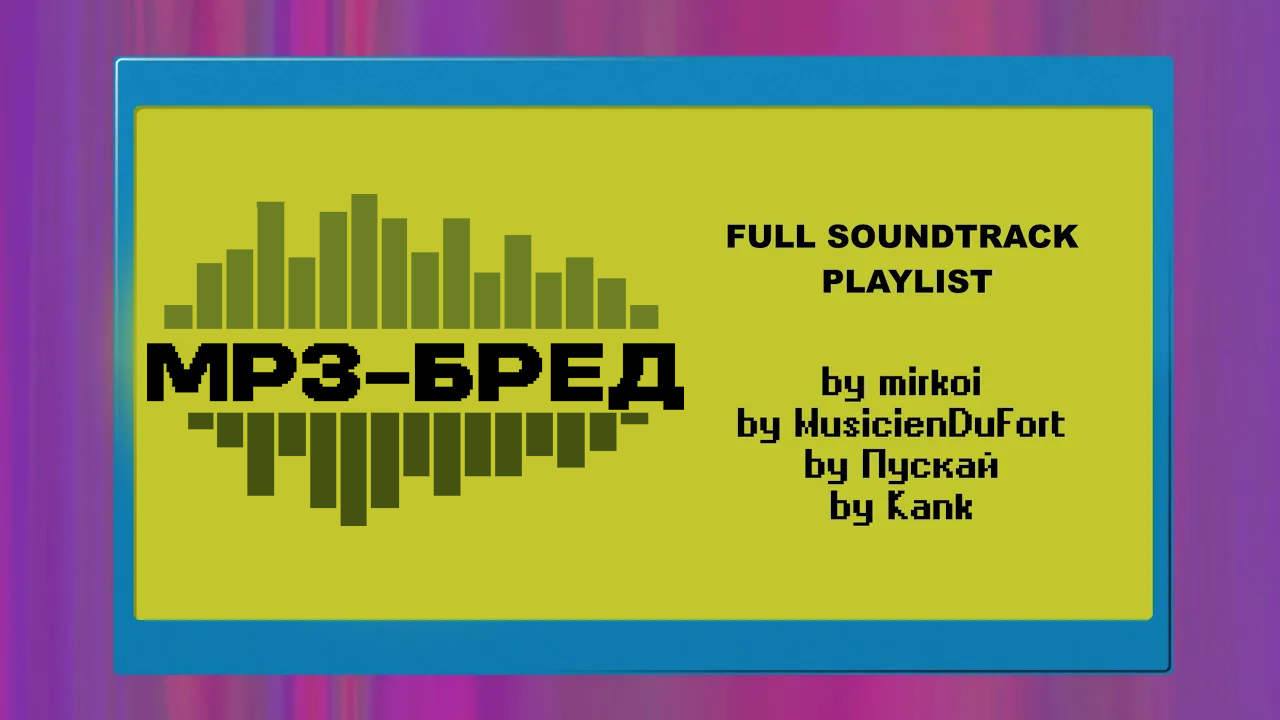 МРЗ-БРЕД
FULL SOUNDTRACK
PLAYLIST
by mirkoi
by MusicienDuFort
by Пускай
by Kank